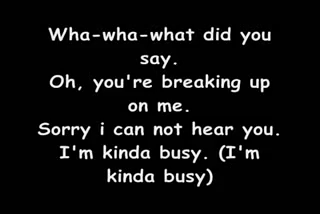 Wha-wha-what did you
say.
Oh, you're breaking up
on me.
Sorry i can not hear you.
I'm kinda busy. (I'm
kinda busy)